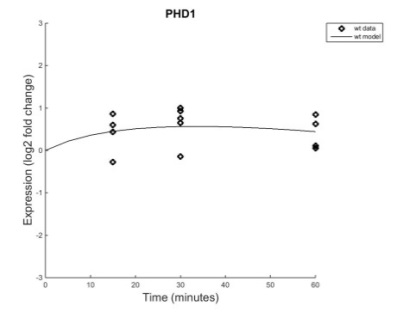 PHD1
3
2
1
0
-1
-2
-3
Expression (log2 fold change)
0
10
20
30
40
50
60
Time (minutes)
wt data
wt model